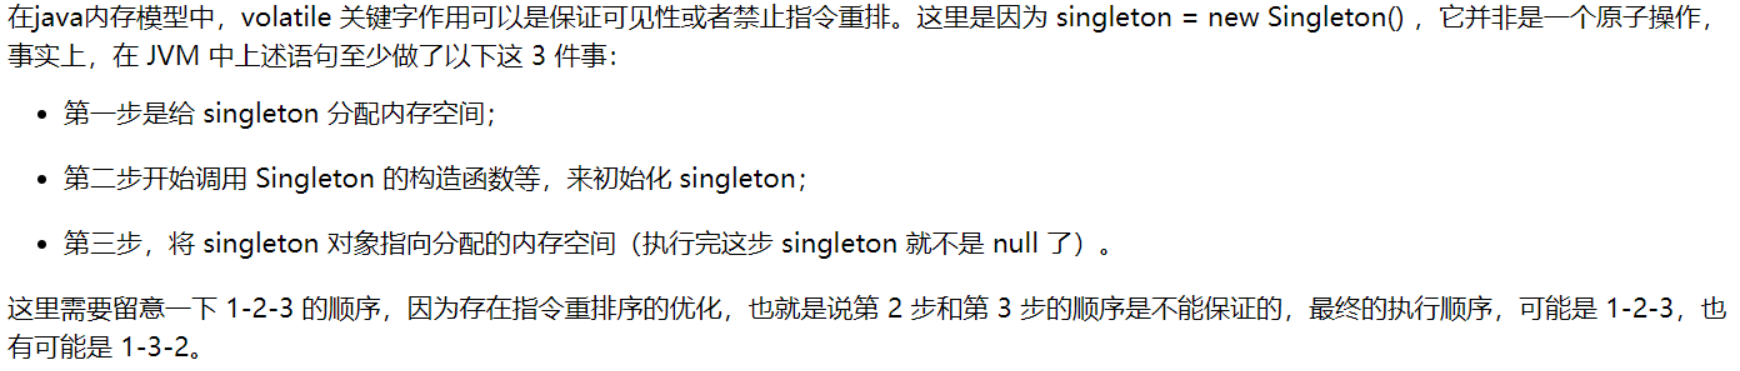 在java内存模型中，volatile 关键字作用可以是保证可见性或者禁止指令重排。这里是因为 singleton = new Singleton() ，它并非是一个原子操作，
事实上，在 JVM 中上述语句至少做了以下这 3 件事：
• 第一步是给 singleton 分配内存空间；
• 第二步开始调用 Singleton 的构造函数等，来初始化 singleton；
• 第三步，将 singleton 对象指向分配的内存空间（执行完这步 singleton 就不是 null 了）。
这里需要留意一下 1-2-3 的顺序，因为存在指令重排序的优化，也就是说第 2 步和第 3 步的顺序是不能保证的，最终的执行顺序，可能是 1-2-3，也
有可能是 1-3-2。